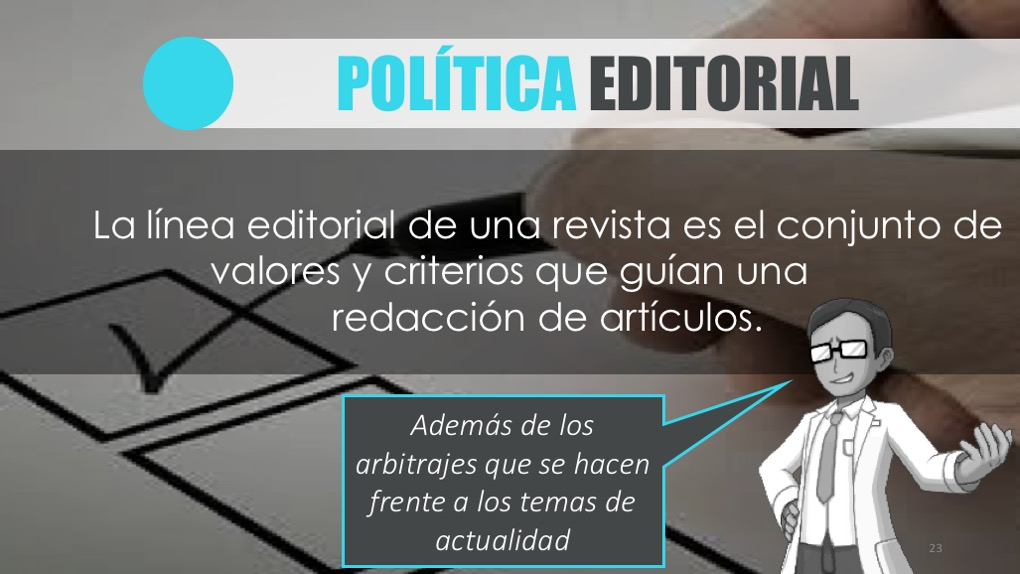 POLÍTICA EDITORIAL
La línea editorial de una revista es el conjunto de
valores y criterios que guían una
redacción de artículos.
Además de los
arbitrajes que se hacen
frente a los temas de
actualidad
23